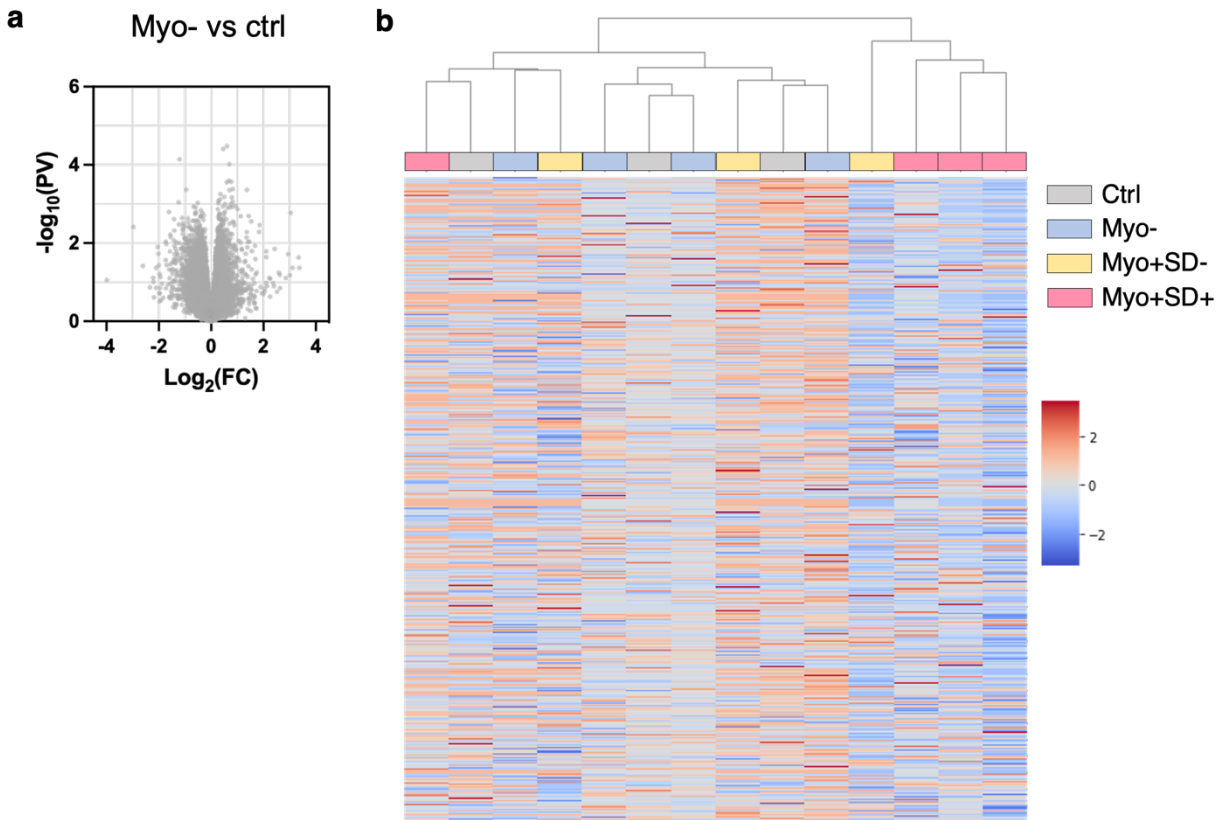 a
Myo- vs ctrl
6
4
2
0
-log10(PV)
-4 -2 0 2 4
Log2(FC)
b
Ctrl
Myo-
Myo+SD-
Myo+SD+
2
0
−2